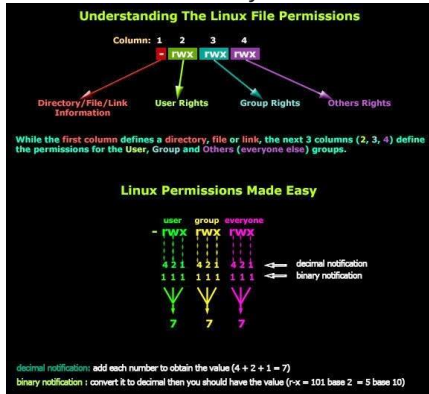 Understanding The Linux File Permissions
Column: 1 2 3 4
- rwx rwx rwx
Directory/File/Link Information
User Rights
Group Rights
Others Rights
While the first column defines a directory, file or link, the next 3 columns (2, 3, 4) define
the permissions for the User, Group and Others (everyone else) groups.
Linux Permissions Made Easy
user group everyone
- rwx rwx rwx
4 2 1 4 2 1 4 2 1 decimal notification
1 1 1 1 1 1 1 1 1 binary notification
7 7 7
decimal notification: add each number to obtain the value (4 + 2 + 1 = 7)
binary notification : convert it to decimal then you should have the value (r-x = 101 base 2 = 5 base 10)